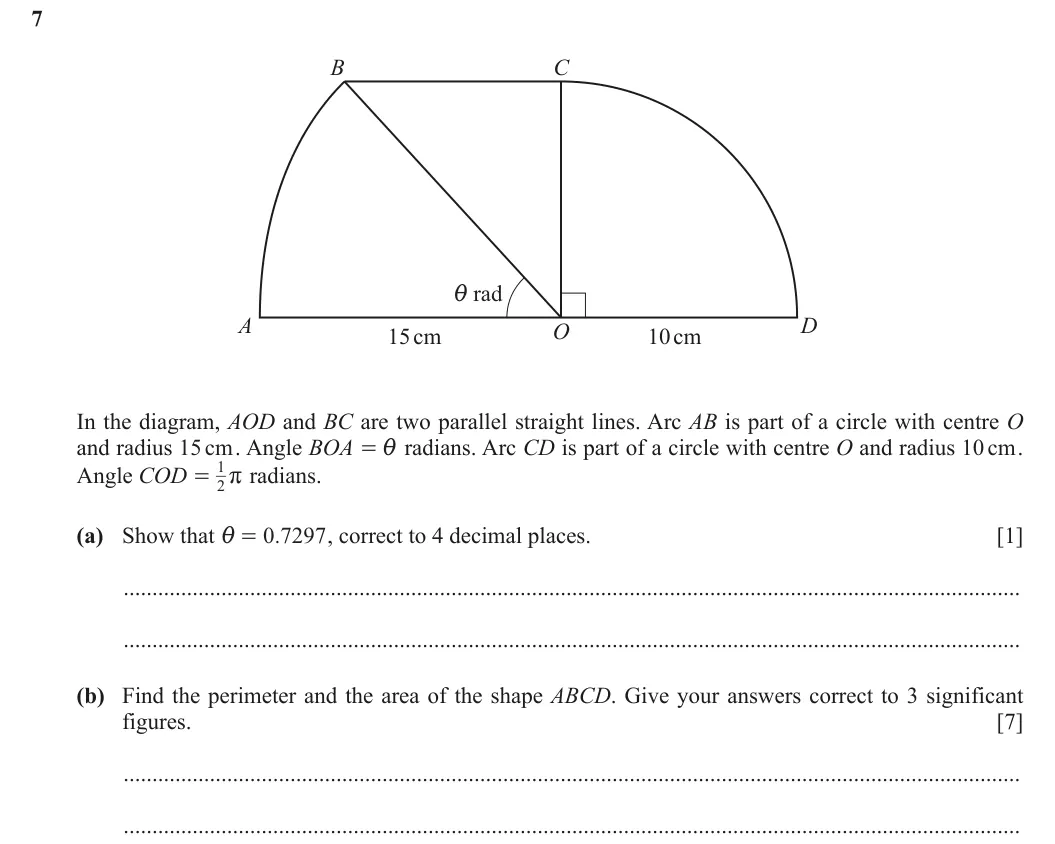 7
B
C
θ rad
A
15 cm
O
10 cm
D
In the diagram, AOD and BC are two parallel straight lines. Arc AB is part of a circle with centre O
and radius 15 cm. Angle BOA = θ radians. Arc CD is part of a circle with centre O and radius 10 cm.
Angle COD = ½π radians.
(a) Show that θ = 0.7297, correct to 4 decimal places. [1]
(b) Find the perimeter and the area of the shape ABCD. Give your answers correct to 3 significant
figures. [7]